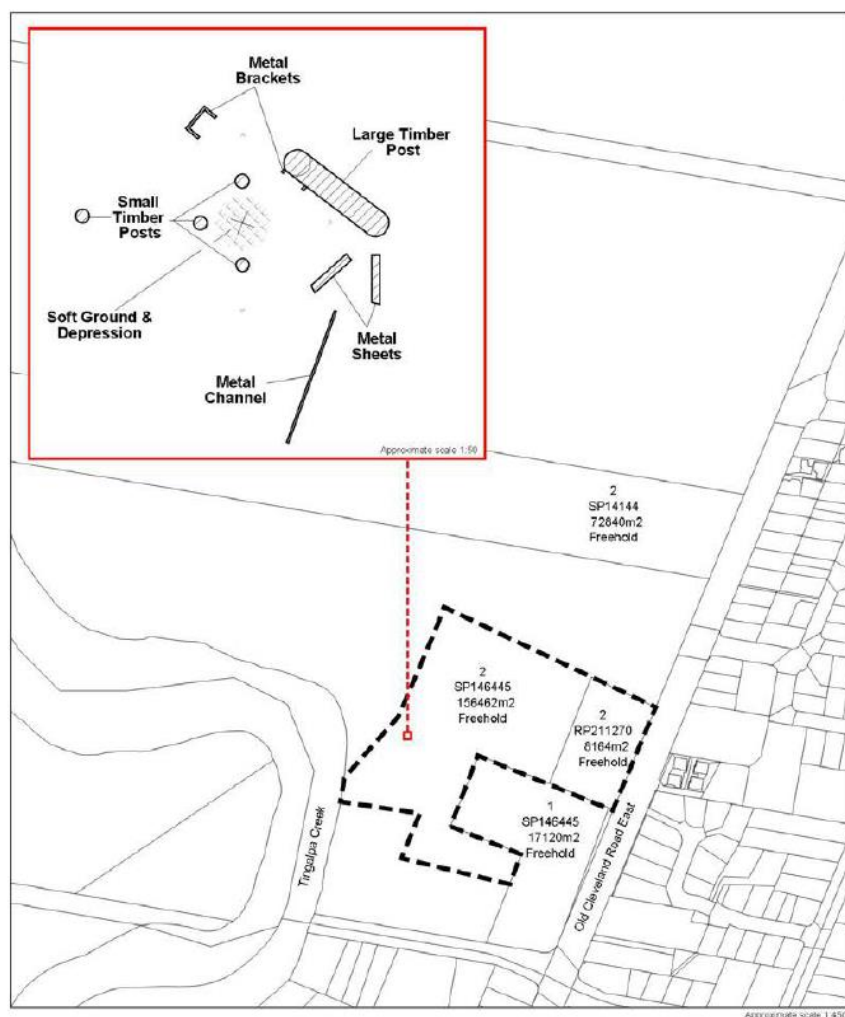 Metal
Brackets
Large Timber
Post
Small
Timber
Posts
Soft Ground &
Depression
Metal
Sheets
Metal
Channel
Approximate scale 1:50
2
SP14144
72840m2
Freehold
2
SP146445
156462m2
Freehold
2
RP211270
8164m2
Freehold
1
SP146445
17120m2
Freehold
Tingalpa Creek
Old Cleveland Road East